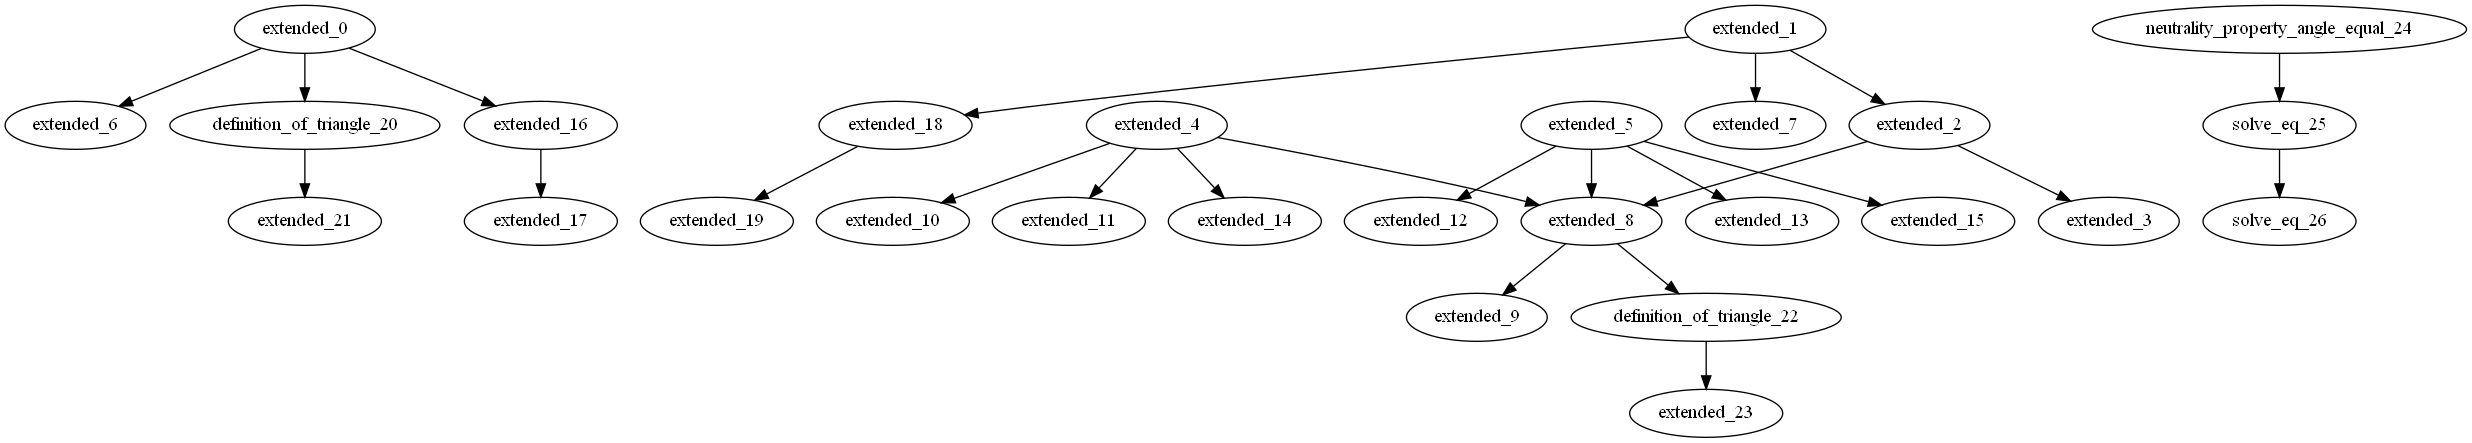 extended_0
extended_1
neutrality_property_angle_equal_24
extended_6
definition_of_triangle_20
extended_16
extended_18
extended_4
extended_5
extended_7
extended_2
solve_eq_25
extended_21
extended_17
extended_19
extended_10
extended_11
extended_14
extended_12
extended_8
extended_13
extended_15
extended_3
solve_eq_26
extended_9
definition_of_triangle_22
extended_23